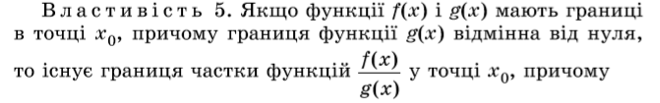 Властивість 5. Якщо функції f(x) і g(x) мають границі
в точці x₀, причому границя функції g(x) відмінна від нуля,
то існує границя частки функцій f(x)/g(x) у точці x₀, причому